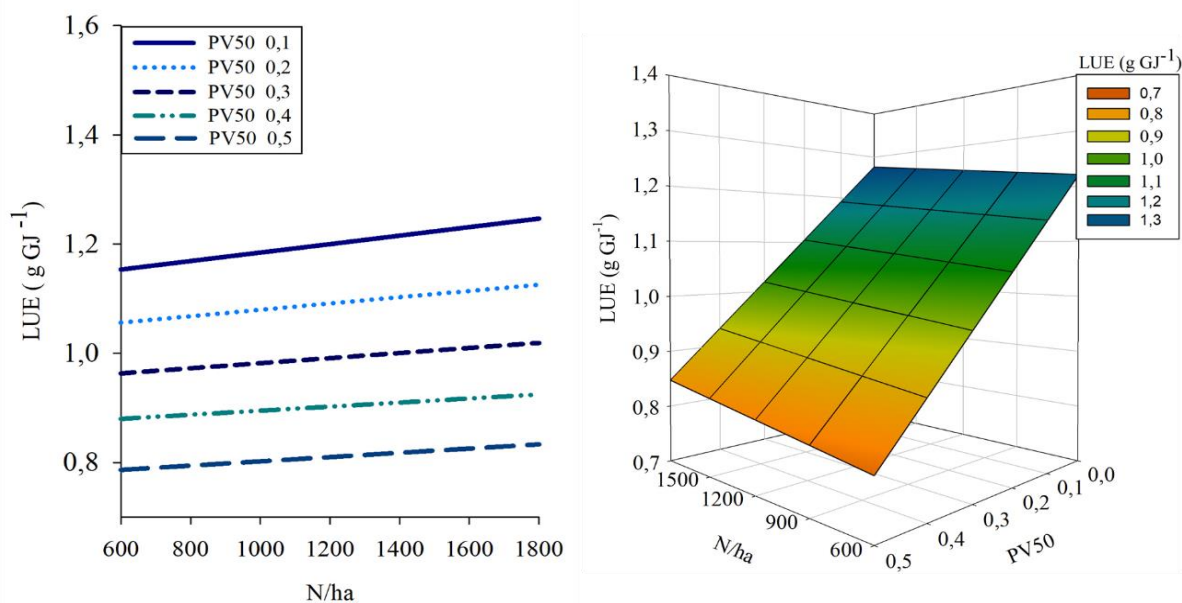 1,6
1,4
1,2
1,0
0,8
LUE ( g GJ -1 )
PV50 0,1
PV50 0,2
PV50 0,3
PV50 0,4
PV50 0,5
600 800 1000 1200 1400 1600 1800
N/ha
1,4
1,3
1,2
1,1
1,0
0,9
0,8
0,7
LUE (g GJ-1)
LUE (g GJ-1)
0,7
0,8
0,9
1,0
1,1
1,2
1,3
1500
1200
900
600
N/ha
0,0
0,1
0,2
0,3
0,4
0,5
PV50